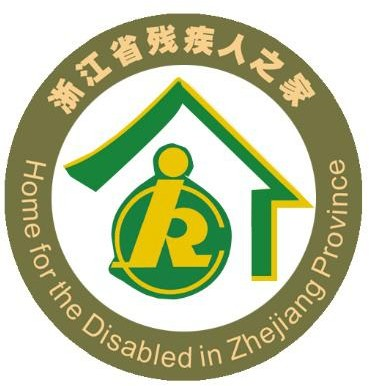 浙江省残疾人之家
Home for the Disabled in Zhejiang Province